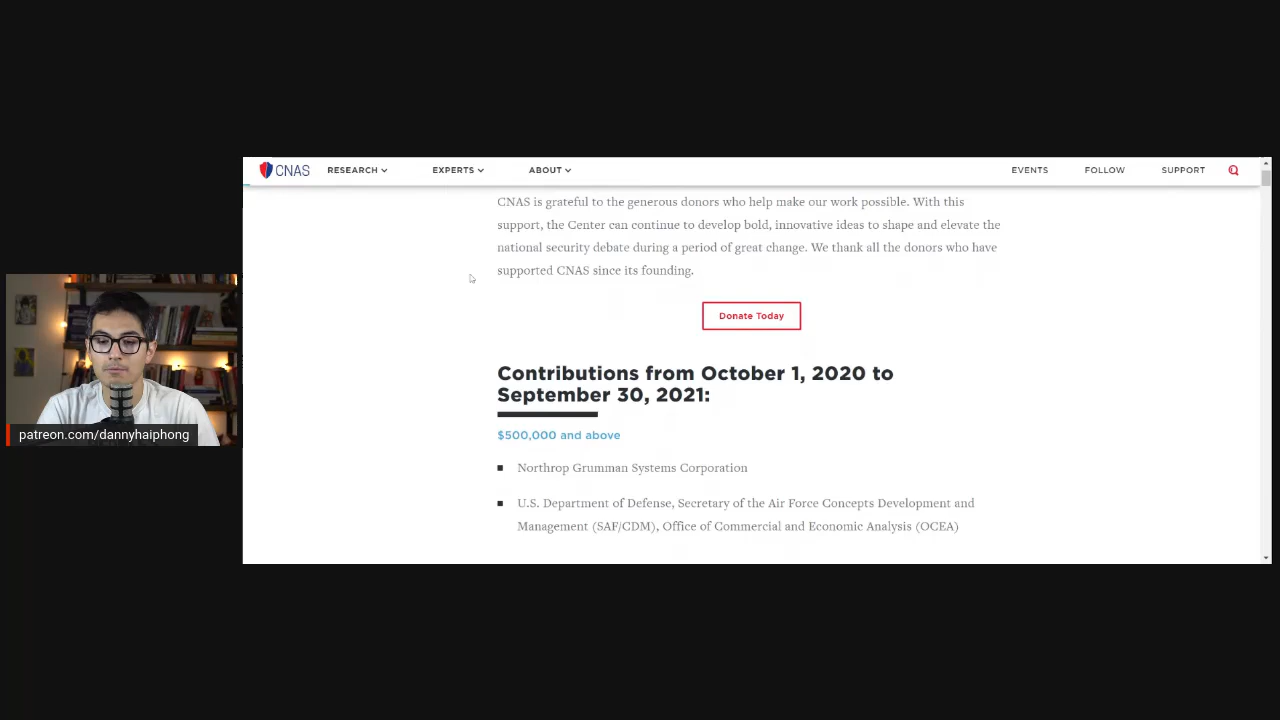 CNAS RESEARCH EXPERTS ABOUT EVENTS FOLLOW SUPPORT
CNAS is grateful to the generous donors who help make our work possible. With this
support, the Center can continue to develop bold, innovative ideas to shape and elevate the
national security debate during a period of great change. We thank all the donors who have
supported CNAS since its founding.
Donate Today
Contributions from October 1, 2020 to
September 30, 2021:
$500,000 and above
Northrop Grumman Systems Corporation
U.S. Department of Defense, Secretary of the Air Force Concepts Development and
Management (SAF/CDM), Office of Commercial and Economic Analysis (OCEA)
patreon.com/dannyhaiphong